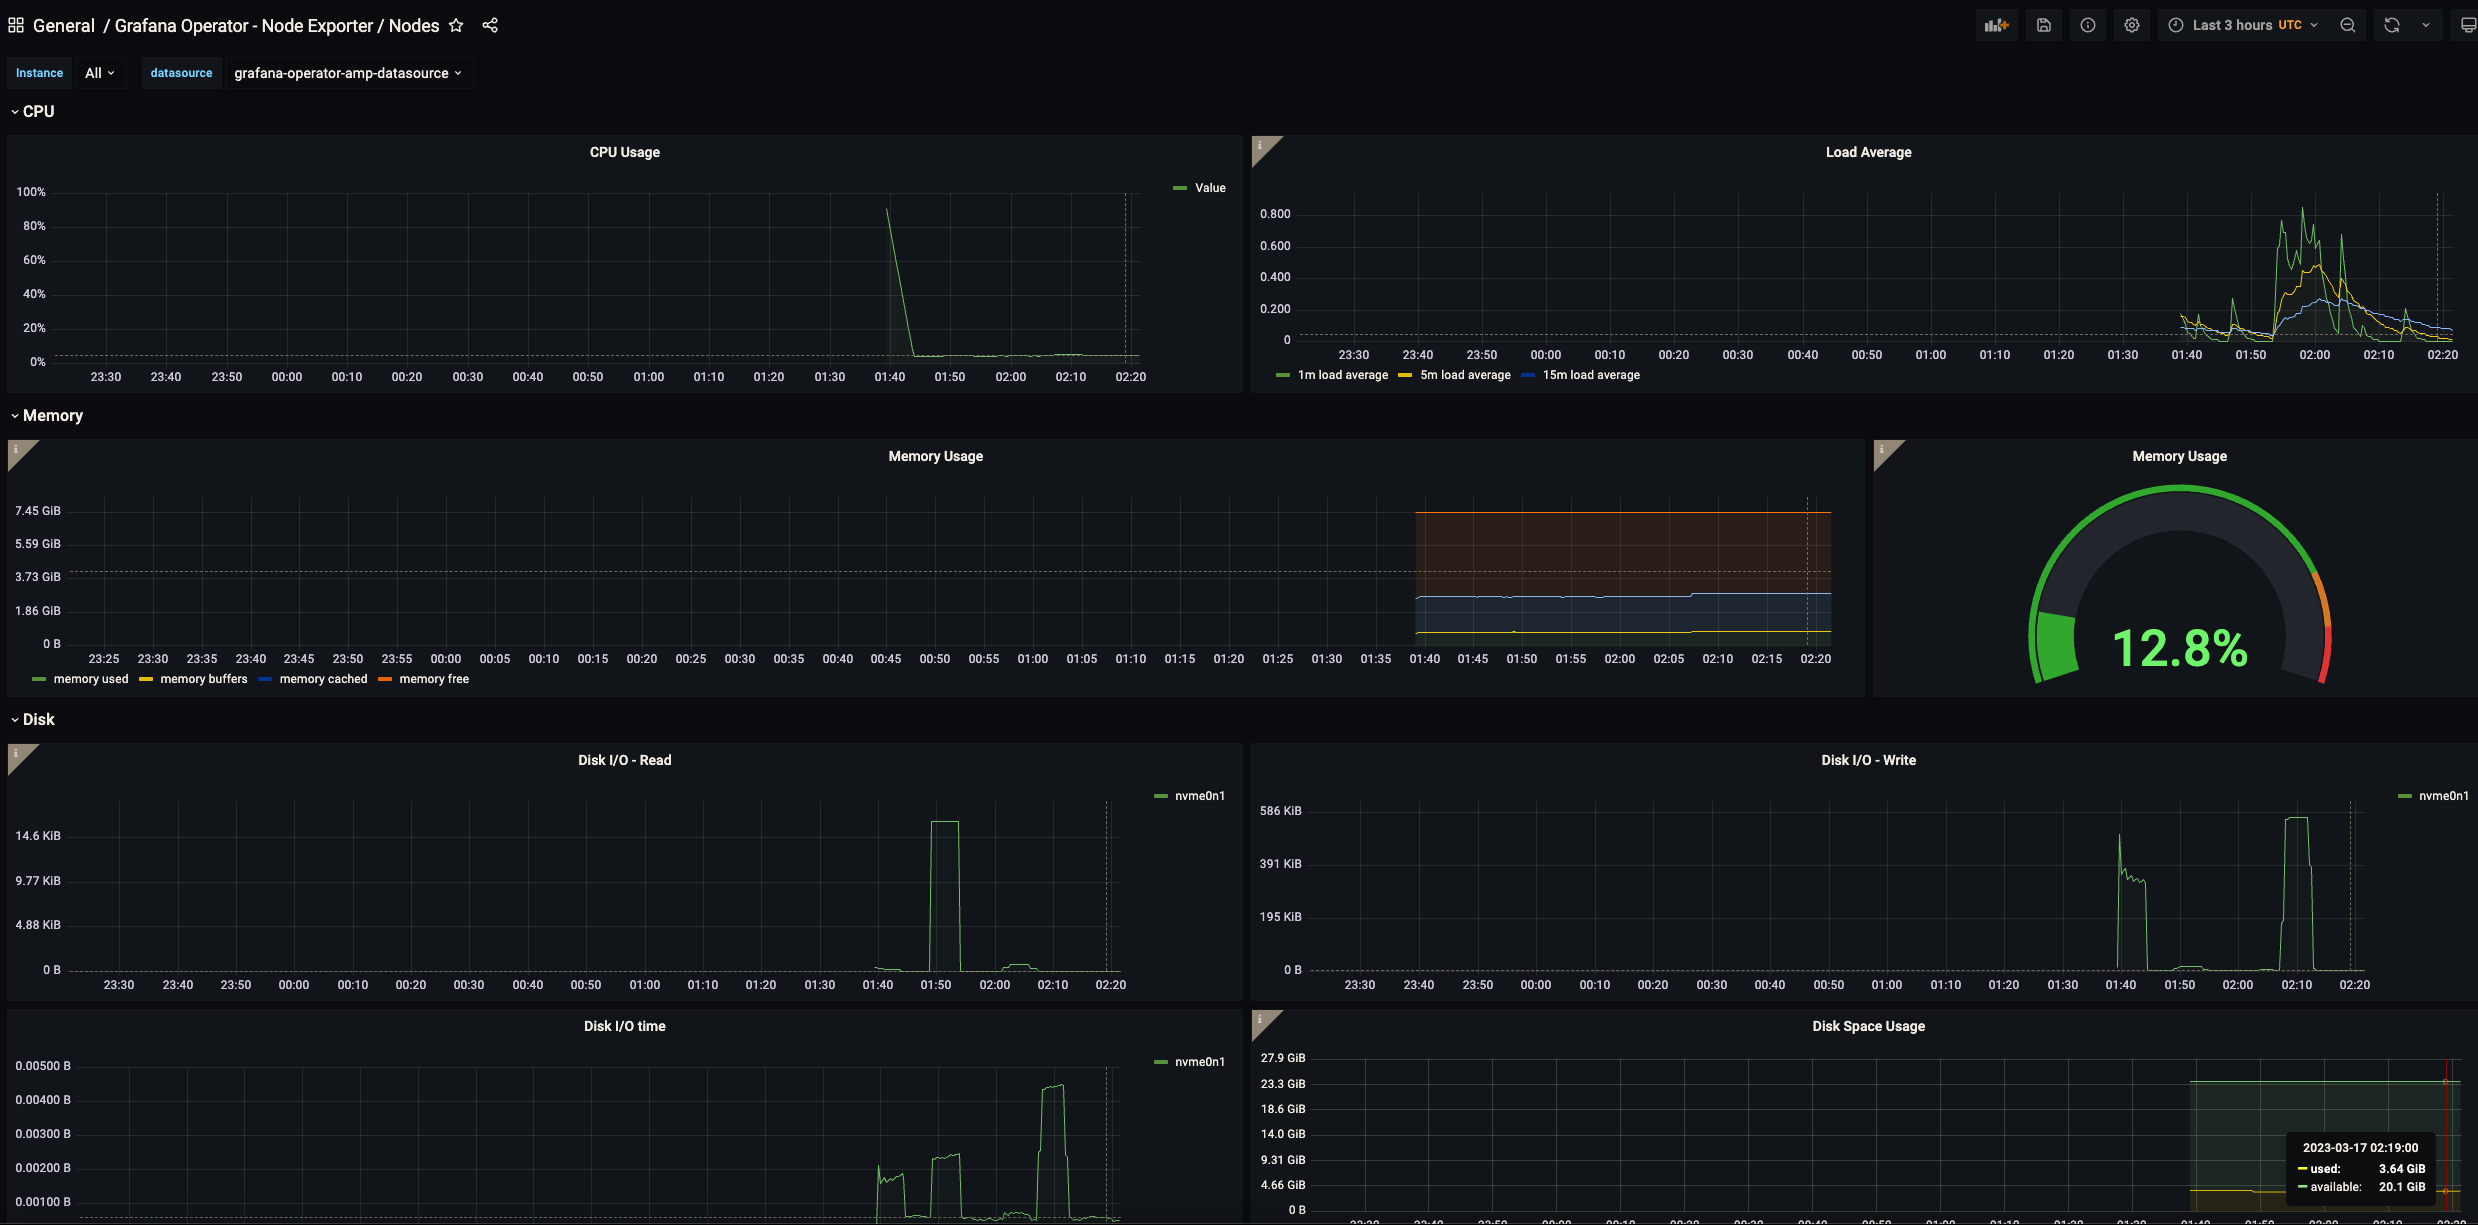 General / Grafana Operator - Node Exporter / Nodes
Last 3 hours UTC
Instance All datasource grafana-operator-amp-datasource
CPU
CPU Usage
Value
100%
80%
60%
40%
20%
0%
23:30 23:40 23:50 00:00 00:10 00:20 00:30 00:40 00:50 01:00 01:10 01:20 01:30 01:40 01:50 02:00 02:10 02:20
i
Load Average
0.800
0.600
0.400
0.200
0
23:30 23:40 23:50 00:00 00:10 00:20 00:30 00:40 00:50 01:00 01:10 01:20 01:30 01:40 01:50 02:00 02:10 02:20
1m load average 5m load average 15m load average
Memory
i
Memory Usage
7.45 GiB
5.59 GiB
3.73 GiB
1.86 GiB
0 B
23:25 23:30 23:35 23:40 23:45 23:50 23:55 00:00 00:05 00:10 00:15 00:20 00:25 00:30 00:35 00:40 00:45 00:50 00:55 01:00 01:05 01:10 01:15 01:20 01:25 01:30 01:35 01:40 01:45 01:50 01:55 02:00 02:05 02:10 02:15 02:20
memory used memory buffers memory cached memory free
i
Memory Usage
12.8%
Disk
i
Disk I/O - Read
nvme0n1
14.6 KiB
9.77 KiB
4.88 KiB
0 B
23:30 23:40 23:50 00:00 00:10 00:20 00:30 00:40 00:50 01:00 01:10 01:20 01:30 01:40 01:50 02:00 02:10 02:20
Disk I/O - Write
nvme0n1
586 KiB
391 KiB
195 KiB
0 B
23:30 23:40 23:50 00:00 00:10 00:20 00:30 00:40 00:50 01:00 01:10 01:20 01:30 01:40 01:50 02:00 02:10 02:20
Disk I/O time
nvme0n1
0.00500 B
0.00400 B
0.00300 B
0.00200 B
0.00100 B
i
Disk Space Usage
27.9 GiB
23.3 GiB
18.6 GiB
14.0 GiB
9.31 GiB
4.66 GiB
0 B
2023-03-17 02:19:00
used: 3.64 GiB
available: 20.1 GiB